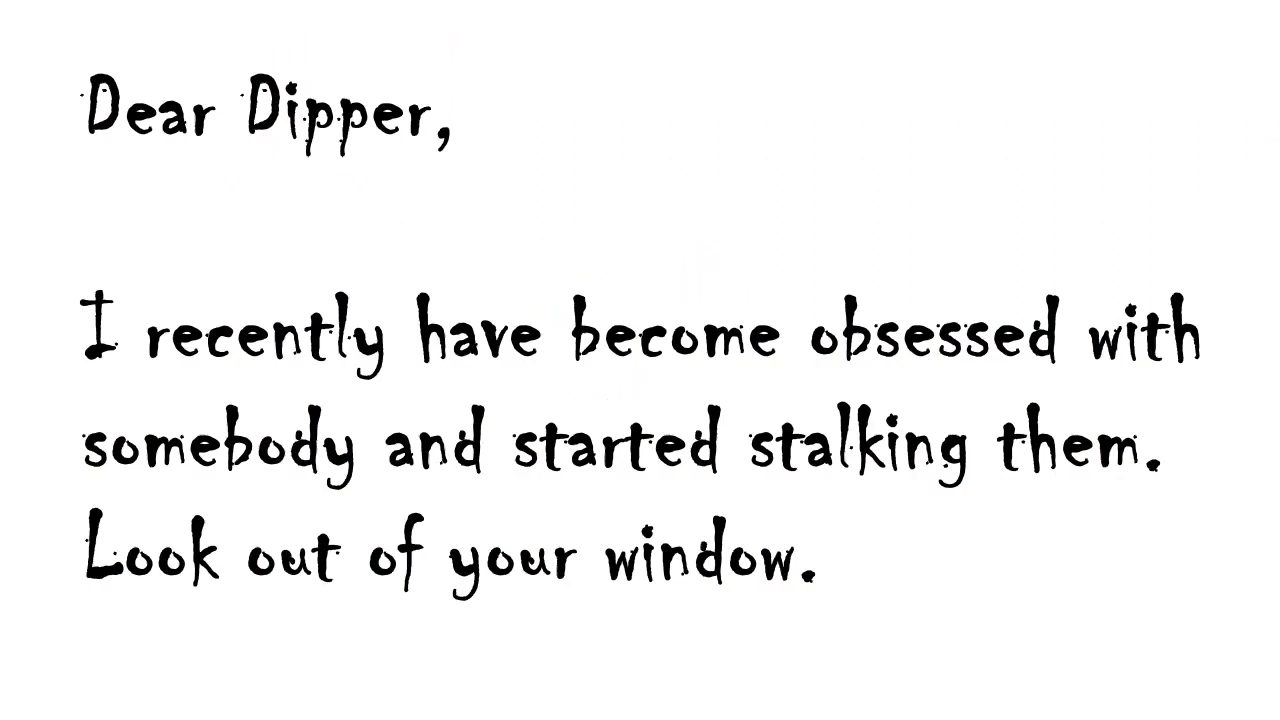 Dear Dipper,
I recently have become obsessed with
somebody and started stalking them.
Look out of your window.